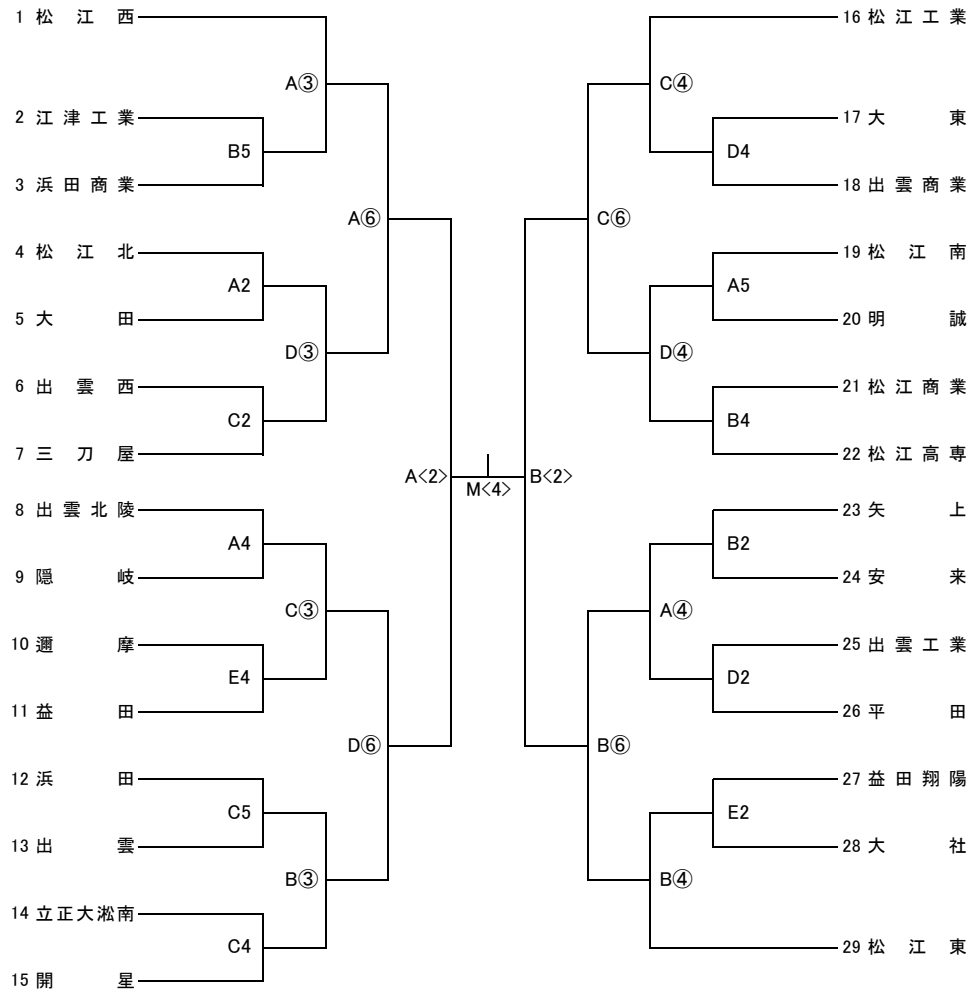 1 松江西
A③
2 江津工業
B5
3 浜田商業
A⑥
4 松江北
A2
5 大田
D③
6 出雲西
C2
7 三刀屋
A<2>
8 出雲北陵
A4
9 隠岐
C③
10 邇摩
E4
11 益田
D⑥
12 浜田
C5
13 出雲
B③
14 立正大淞南
C4
15 開星
M<4>
16 松江工業
C④
17 大東
D4
18 出雲商業
C⑥
19 松江南
A5
20 明誠
D④
21 松江商業
B4
22 松江高専
B<2>
23 矢上
B2
24 安来
A④
25 出雲工業
D2
26 平田
B⑥
27 益田翔陽
E2
28 大社
B④
29 松江東